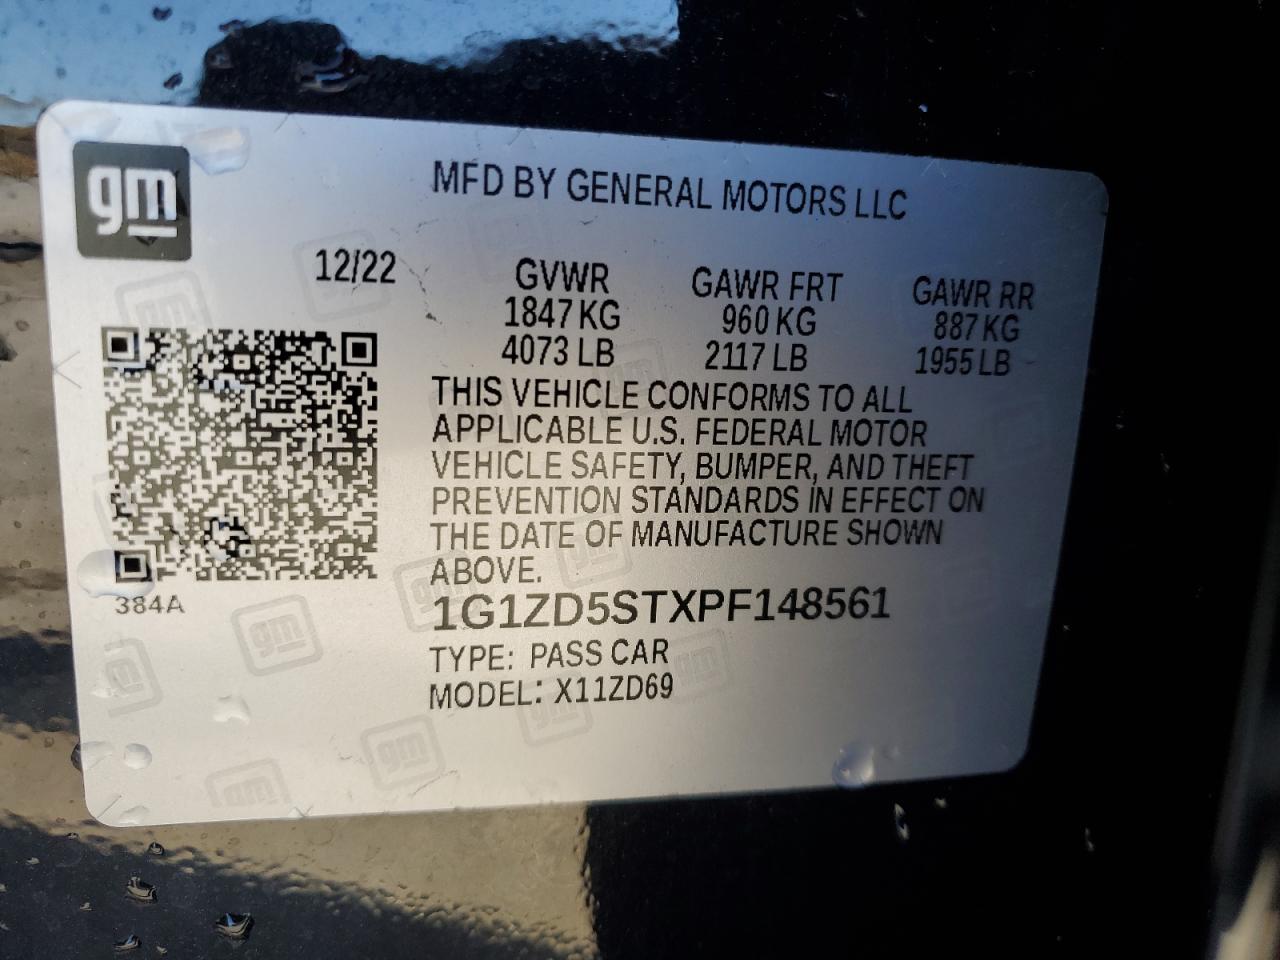 gm
MFD BY GENERAL MOTORS LLC
12/22 GVWR GAWR FRT GAWR RR
1847 KG 960 KG 887 KG
4073 LB 2117 LB 1955 LB
THIS VEHICLE CONFORMS TO ALL
APPLICABLE U.S. FEDERAL MOTOR
VEHICLE SAFETY, BUMPER, AND THEFT
PREVENTION STANDARDS IN EFFECT ON
THE DATE OF MANUFACTURE SHOWN
ABOVE.
384A
1G1ZD5STXPF148561
TYPE: PASS CAR
MODEL: X11ZD69